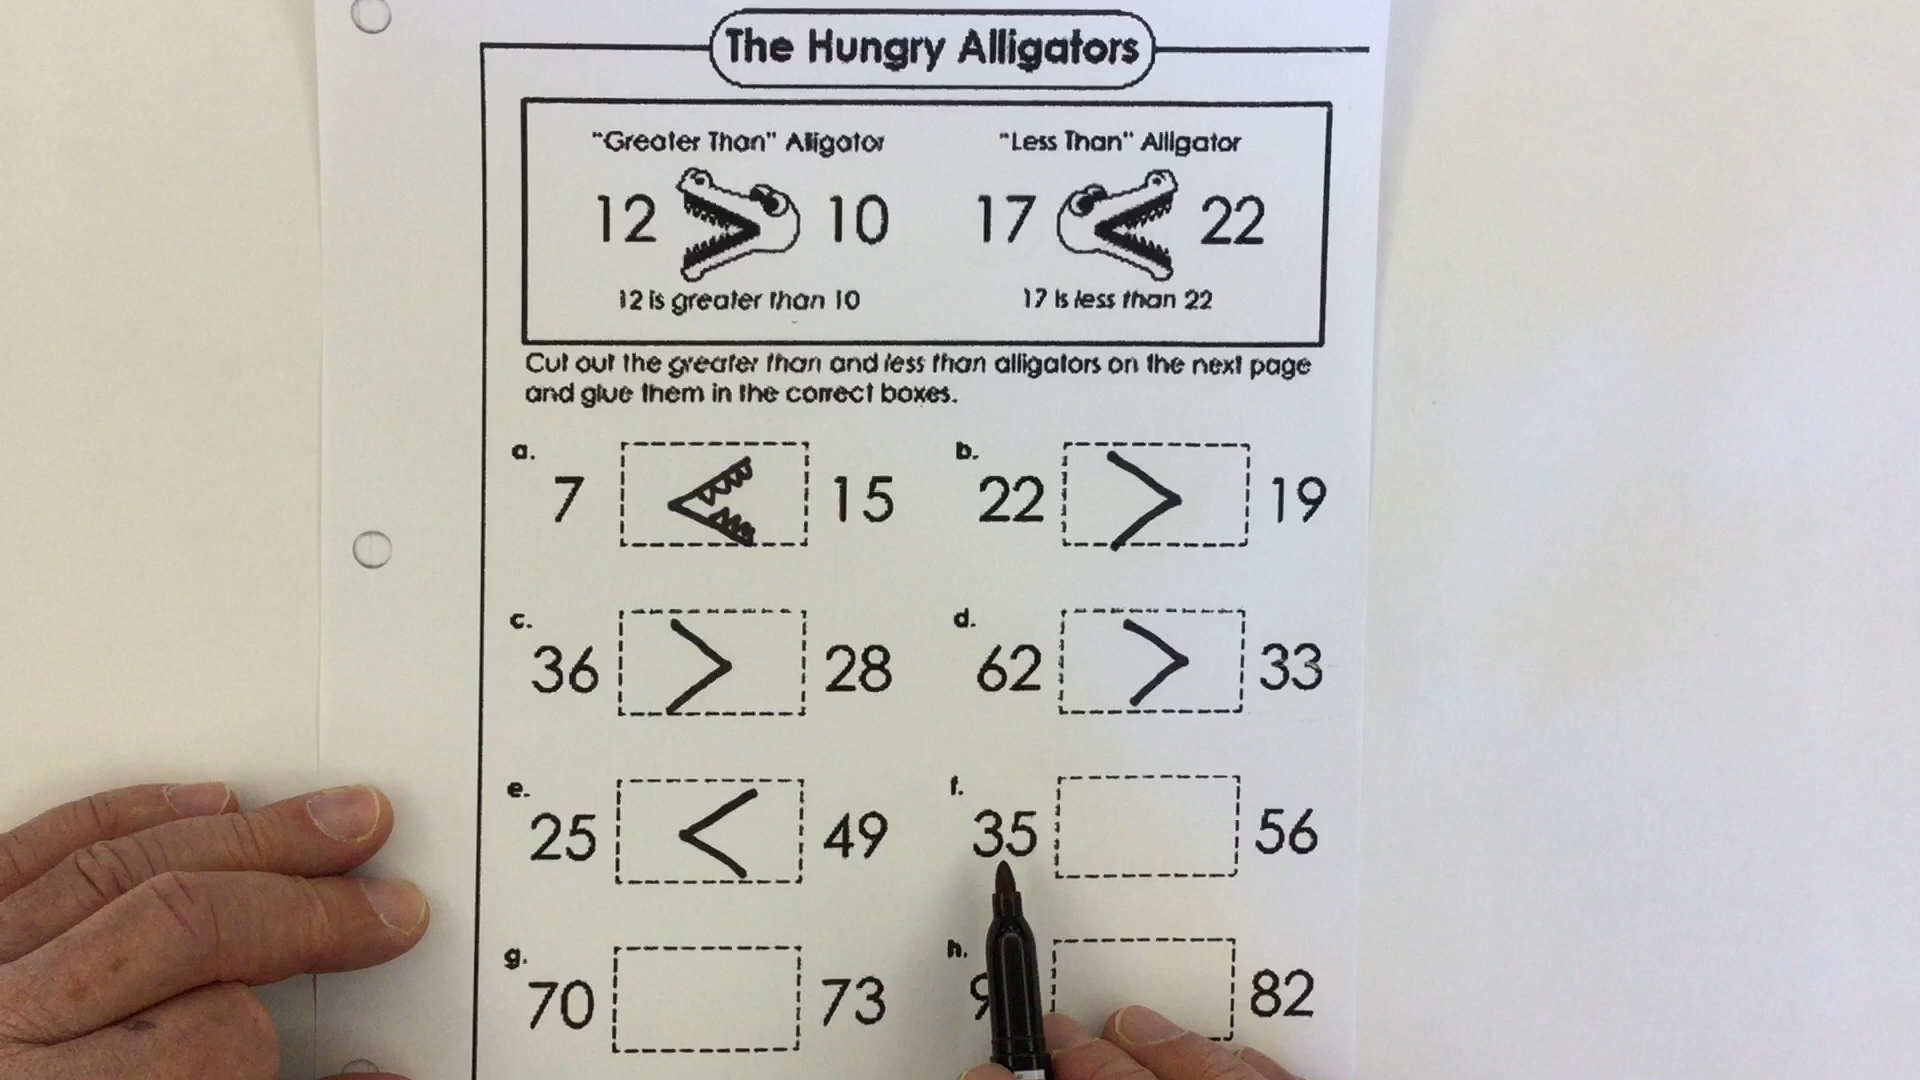 The Hungry Alligators
"Greater Than" Alligator
"Less Than" Alligator
12 10
17 22
12 is greater than 10
17 is less than 22
Cut out the greater than and less than alligators on the next page
and glue them in the correct boxes.
a. 7 < 15
b. 22 > 19
c. 36 > 28
d. 62 > 33
e. 25 < 49
f. 35 56
g. 70 73
h. 82